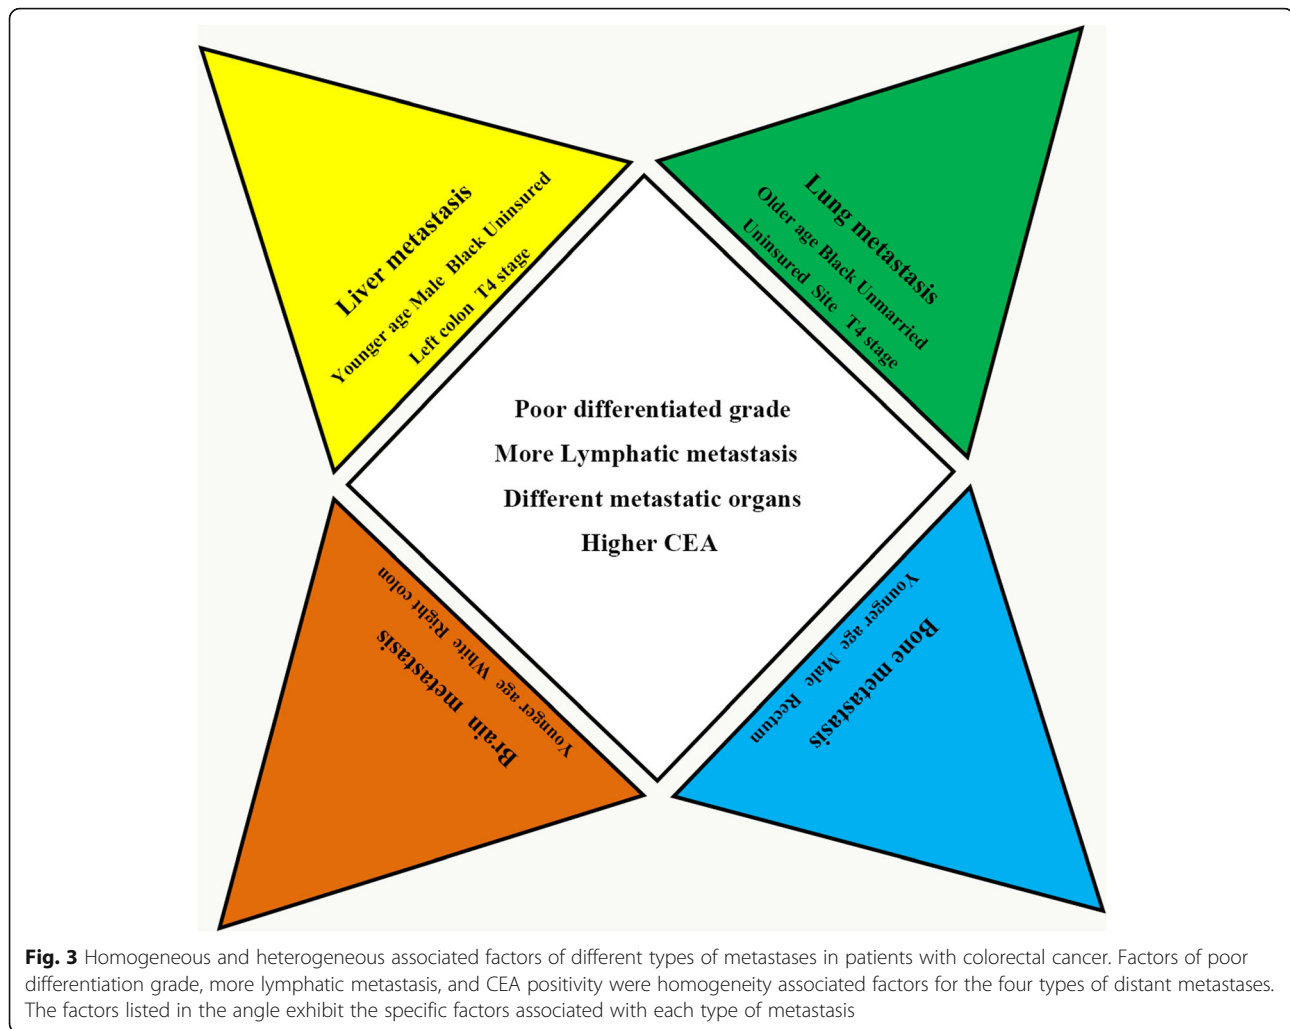 Liver metastasis
Younger age Male Black Uninsured
Left colon T4 stage
Lung metastasis
Older age Black Unmarried
Uninsured Site T4 stage
Poor differentiated grade
More Lymphatic metastasis
Different metastatic organs
Higher CEA
Brain metastasis
Younger age White Right colon
Bone metastasis
Younger age Male Rectum
Fig. 3 Homogeneous and heterogeneous associated factors of different types of metastases in patients with colorectal cancer. Factors of poor
differentiation grade, more lymphatic metastasis, and CEA positivity were homogeneity associated factors for the four types of distant metastases.
The factors listed in the angle exhibit the specific factors associated with each type of metastasis